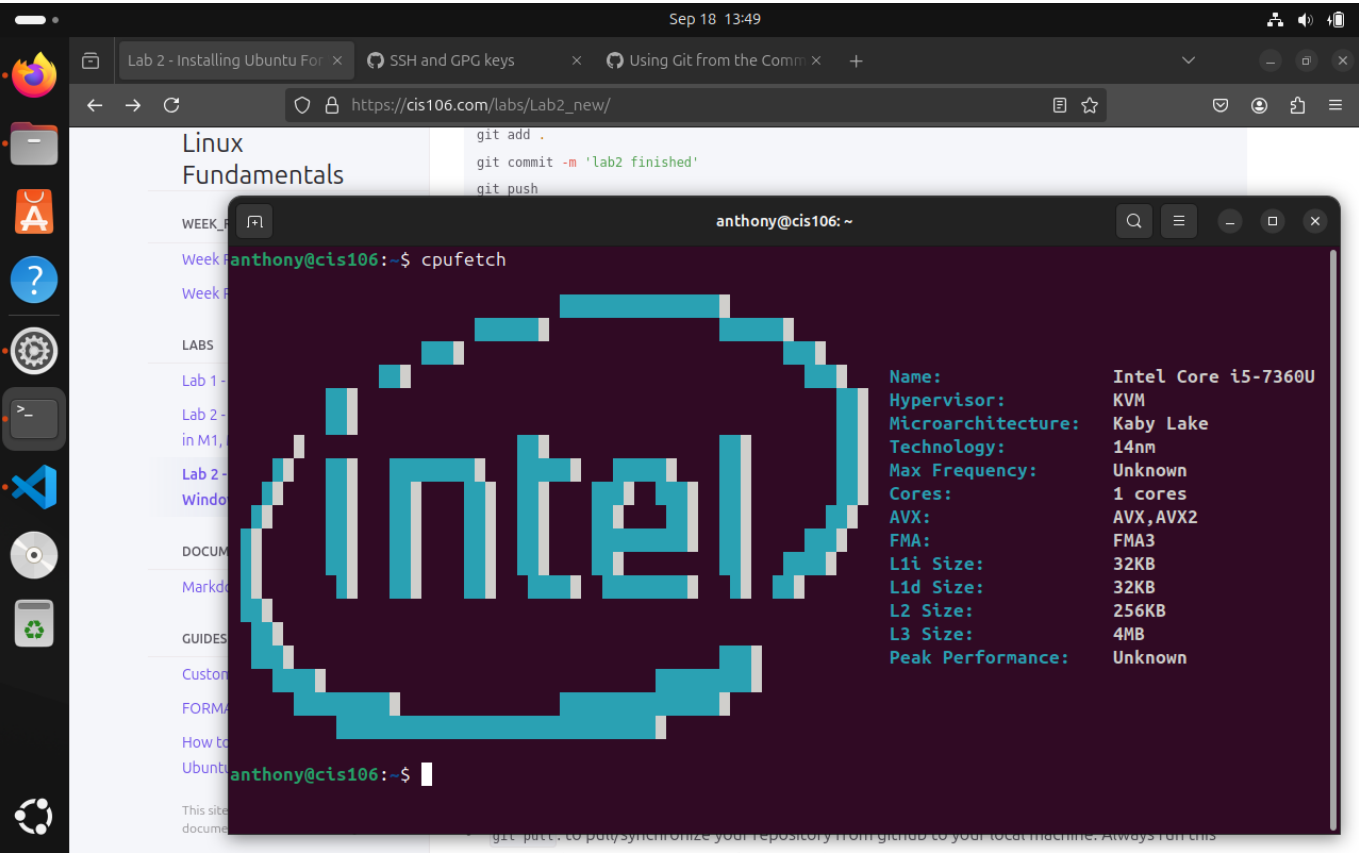 Sep 18 13:49
Lab 2 - Installing Ubuntu For
SSH and GPG keys
Using Git from the Comm
https://cis106.com/labs/Lab2_new/
Linux
Fundamentals
WEEK_
Week
Week
LABS
Lab 1 -
Lab 2 -
in M1,
Lab 2 -
Windo
DOCUM
Markdo
GUIDES
Custom
FORMA
How to
Ubuntu
This site
docume
git add .
git commit -m 'lab2 finished'
git push
anthony@cis106: ~
anthony@cis106:~$ cpufetch
intel
Name: Intel Core i5-7360U
Hypervisor: KVM
Microarchitecture: Kaby Lake
Technology: 14nm
Max Frequency: Unknown
Cores: 1 cores
AVX: AVX,AVX2
FMA: FMA3
L1i Size: 32KB
L1d Size: 32KB
L2 Size: 256KB
L3 Size: 4MB
Peak Performance: Unknown
anthony@cis106:~$
git pull: to pull/synchronize your repository from github to your local machine. Always run this